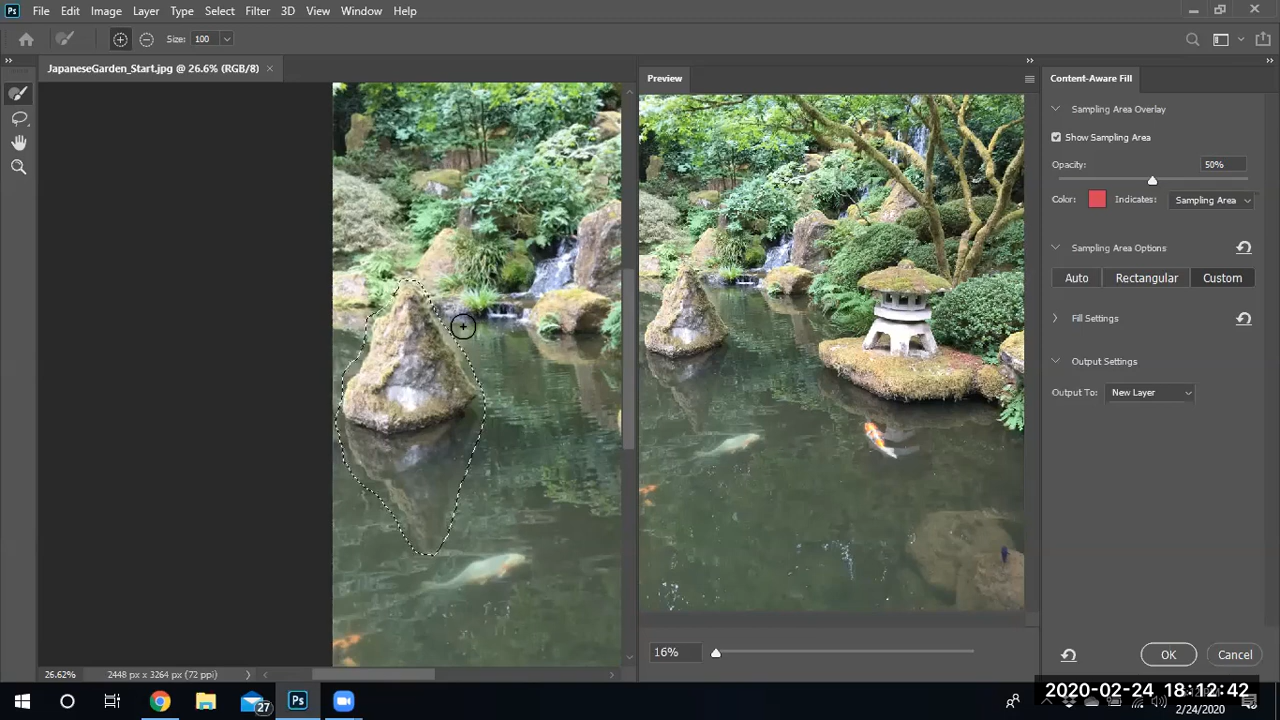 Ps File Edit Image Layer Type Select Filter 3D View Window Help
Size: 100
JapaneseGarden_Start.jpg @ 26.6% (RGB/8)
Preview
Content-Aware Fill
Sampling Area Overlay
Show Sampling Area
Opacity: 50%
Color: Indicates: Sampling Area
Sampling Area Options
Auto Rectangular Custom
Fill Settings
Output Settings
Output To: New Layer
16%
OK Cancel
26.62% 2448 px x 3264 px (72 ppi)
27
Ps
2020-02-24 18:12:42
2/24/2020